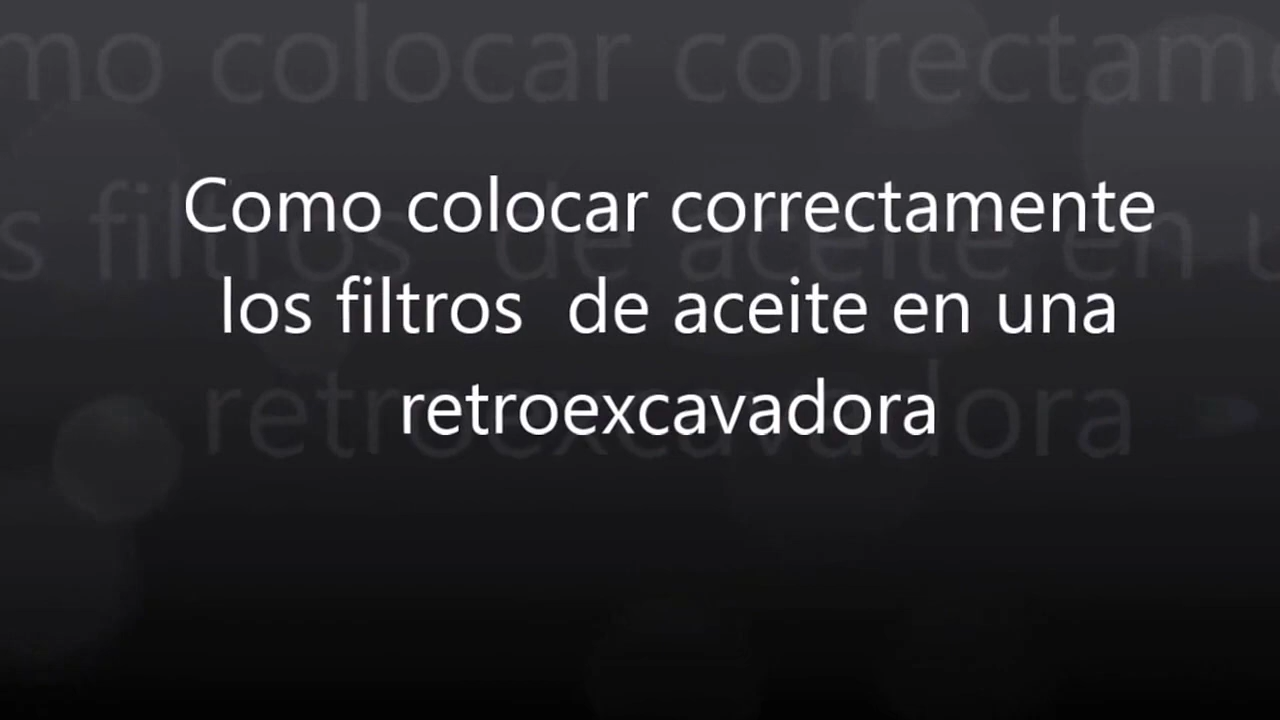 Como colocar correctamente
los filtros  de aceite en una
retroexcavadora